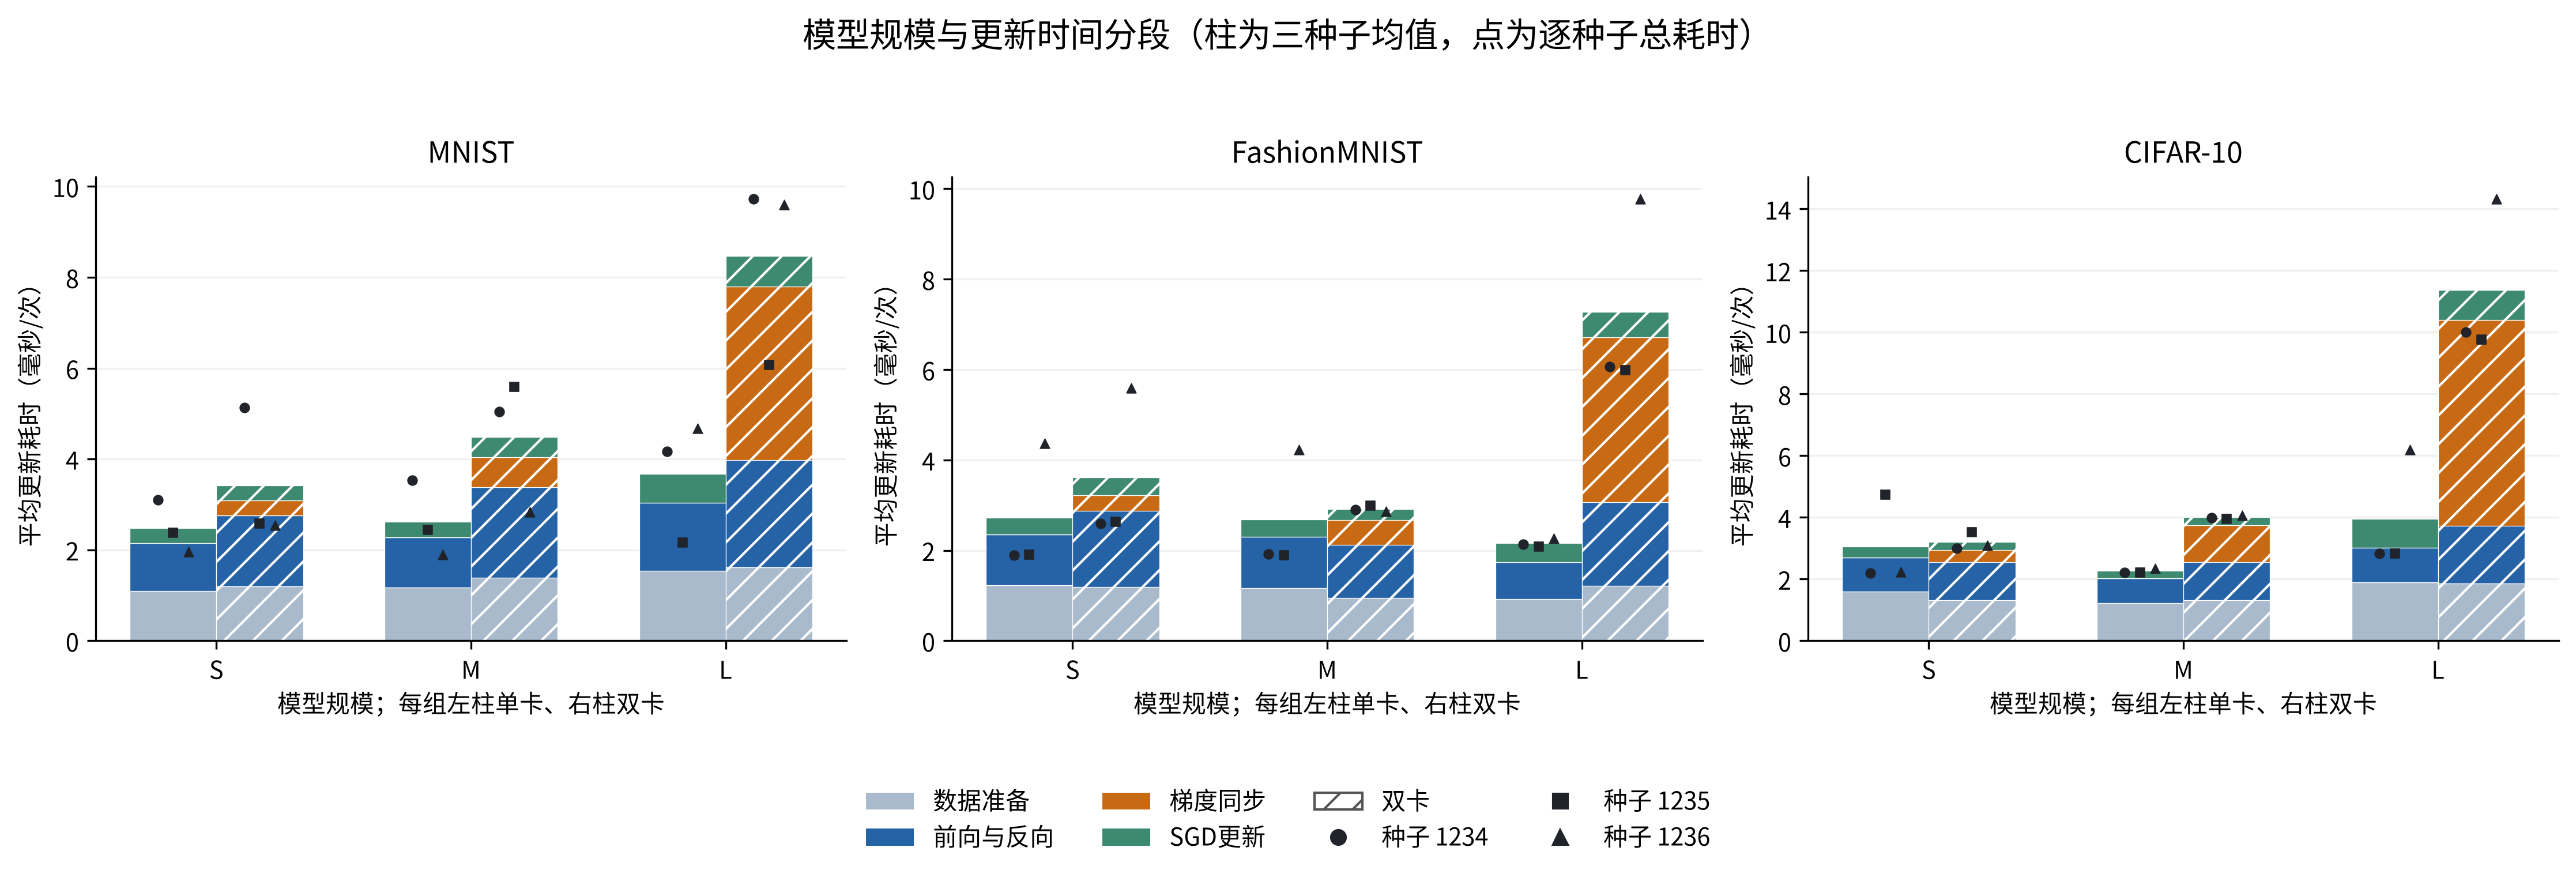 模型规模与更新时间分段（柱为三种子均值，点为逐种子总耗时）
MNIST
平均更新耗时（毫秒/次）
10
8
6
4
2
0
S M L
模型规模；每组左柱单卡、右柱双卡
FashionMNIST
平均更新耗时（毫秒/次）
10
8
6
4
2
0
S M L
模型规模；每组左柱单卡、右柱双卡
CIFAR-10
平均更新耗时（毫秒/次）
14
12
10
8
6
4
2
0
S M L
模型规模；每组左柱单卡、右柱双卡
数据准备 梯度同步 双卡 种子 1235
前向与反向 SGD更新 种子 1234 种子 1236